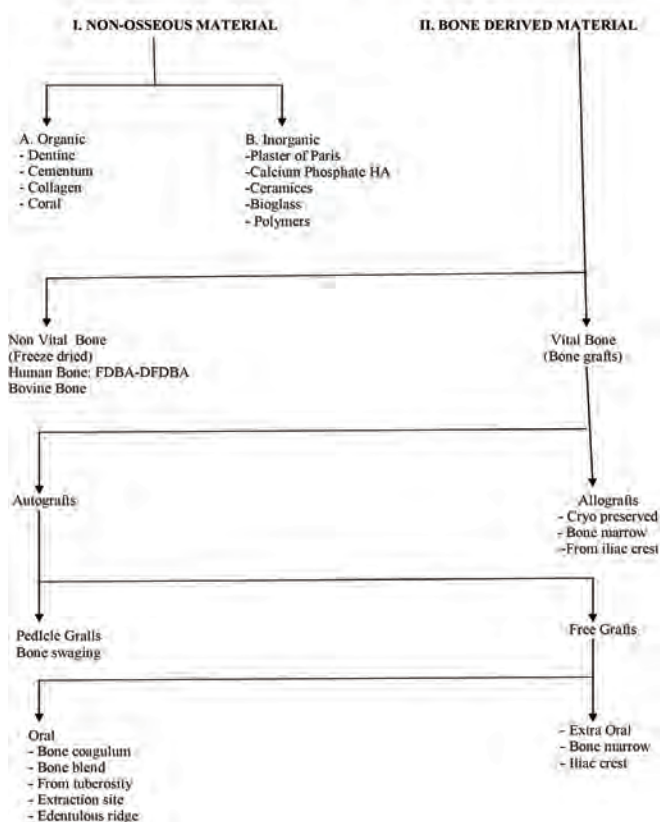 I. NON-OSSEOUS MATERIAL
II. BONE DERIVED MATERIAL
A. Organic
- Dentine
- Cementum
- Collagen
- Coral
B. Inorganic
-Plaster of Paris
-Calcium Phosphate HA
-Ceramices
-Bioglass
- Polymers
Non Vital Bone
(Freeze dried)
Human Bone: FDBA-DFDBA
Bovine Bone
Vital Bone
(Bone grafts)
Autografts
Allografts
- Cryo preserved
- Bone marrow
-From iliac crest
Pedicle Grafts
Bone swaging
Free Grafts
Oral
- Bone coagulum
- Bone blend
- From tuberosity
- Extraction site
- Edentulous ridge
- Extra Oral
- Bone marrow
- Iliac crest